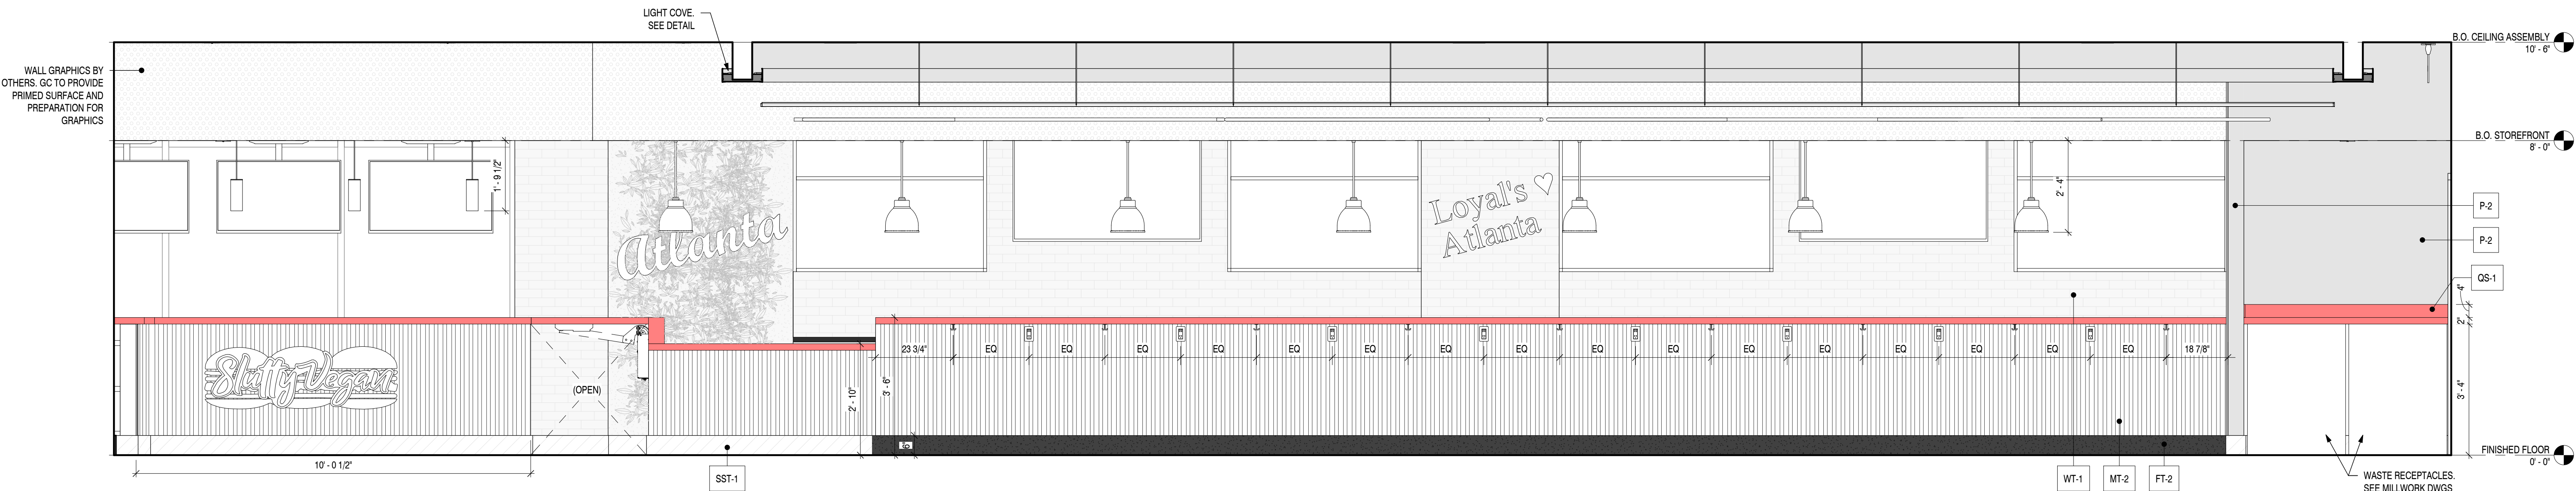 LIGHT COVE.
SEE DETAIL
WALL GRAPHICS BY
OTHERS. GC TO PROVIDE
PRIMED SURFACE AND
PREPARATION FOR
GRAPHICS
B.O. CEILING ASSEMBLY
10' - 6"
B.O. STOREFRONT
8' - 0"
1' - 9 1/2"
2' - 4"
Atlanta
Loyal's
Atlanta
P-2
P-2
QS-1
4"
2"
3' - 4"
Slutty Vegan
(OPEN)
2' - 10"
3' - 6"
6"
23 3/4" EQ EQ EQ EQ EQ EQ EQ EQ EQ EQ EQ EQ EQ EQ EQ EQ 18 7/8"
10' - 0 1/2"
SST-1
WT-1
MT-2
FT-2
FINISHED FLOOR
0' - 0"
WASTE RECEPTACLES.
SEE MILLWORK DWGS